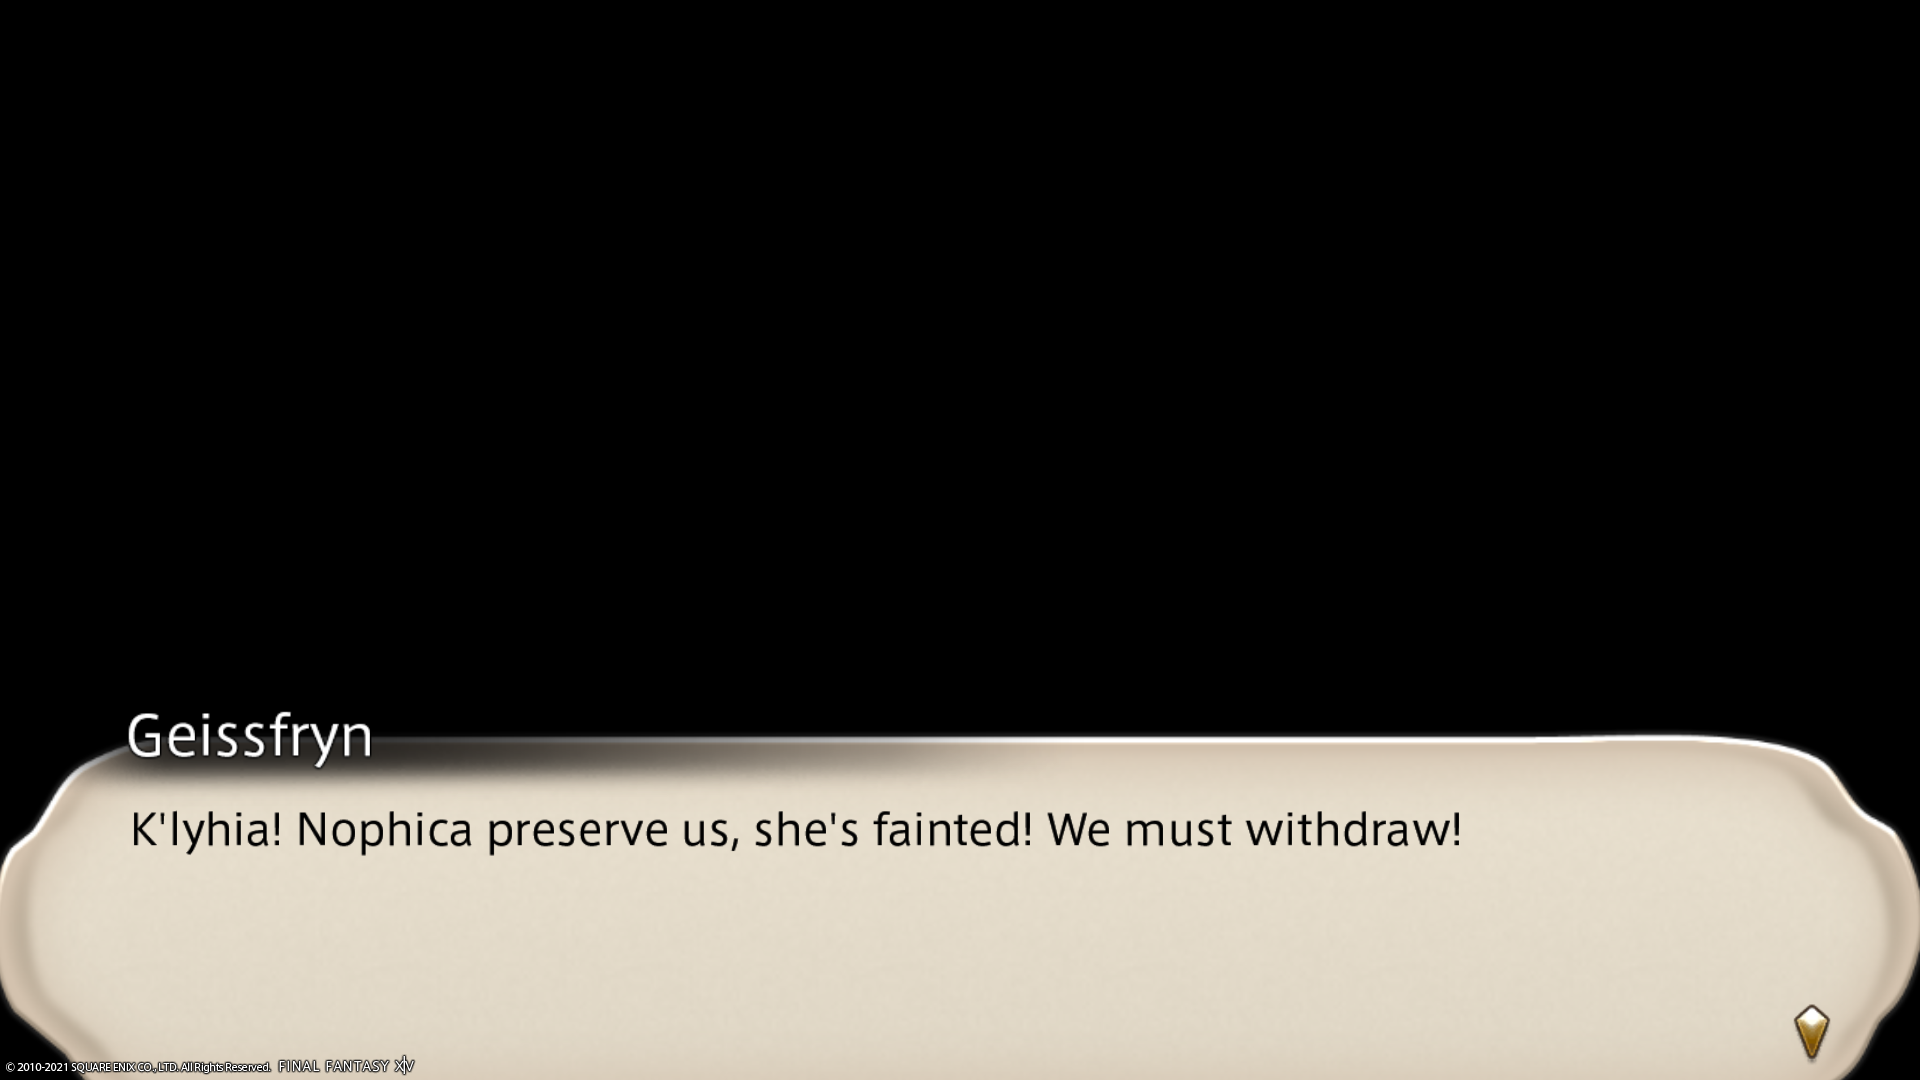 Geissfryn
K'lyhia! Nophica preserve us, she's fainted! We must withdraw!
© 2010-2021 SQUARE ENIX CO., LTD. All Rights Reserved. FINAL FANTASY XIV